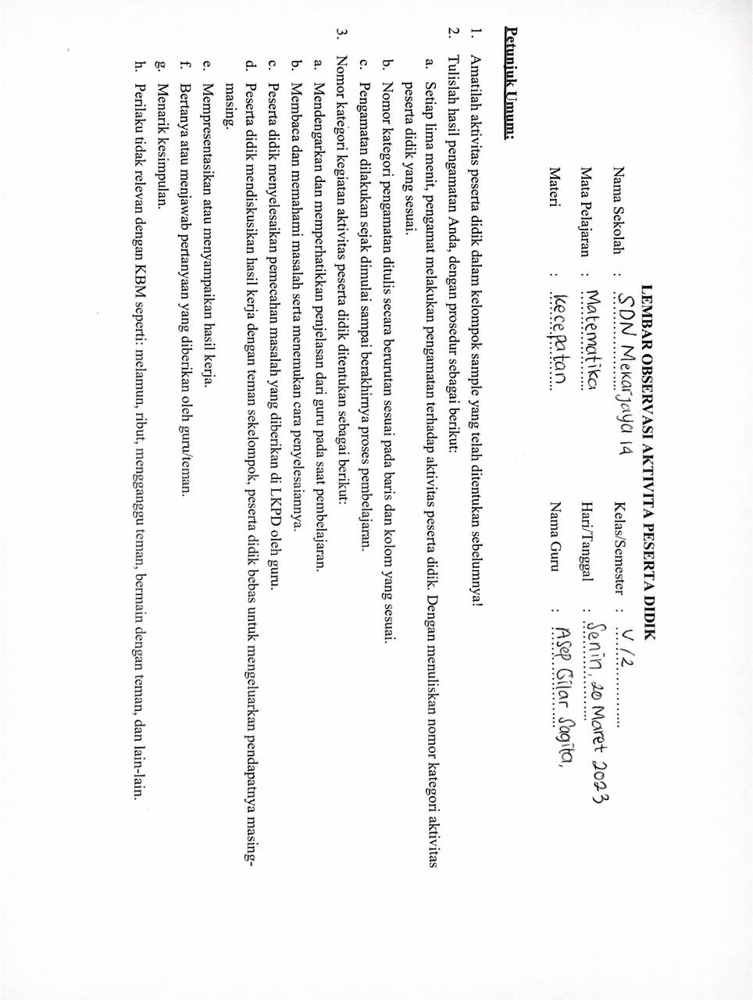 LEMBAR OBSERVASI AKTIVITA PESERTA DIDIK
Nama Sekolah : SDN Mekarjaya 14 Kelas/Semester : V/2
Mata Pelajaran : Matematika Hari/Tanggal : Senin, 20 Maret 2023
Materi : Kecepatan Nama Guru : Asep Gilar Sagita,
Petunjuk Umum:
1. Amatilah aktivitas peserta didik dalam kelompok sample yang telah ditentukan sebelumnya!
2. Tulislah hasil pengamatan Anda, dengan prosedur sebagai berikut:
a. Setiap lima menit, pengamat melakukan pengamatan terhadap aktivitas peserta didik. Dengan menuliskan nomor kategori aktivitas
peserta didik yang sesuai.
b. Nomor kategori pengamatan ditulis secara berurutan sesuai pada baris dan kolom yang sesuai.
c. Pengamatan dilakukan sejak dimulai sampai berakhirnya proses pembelajaran.
3. Nomor kategori kegiatan aktivitas peserta didik ditentukan sebagai berikut:
a. Mendengarkan dan memperhatikkan penjelasan dari guru pada saat pembelajaran.
b. Membaca dan memahami masalah serta menemukan cara penyelesaiannya.
c. Peserta didik menyelesaikan pemecahan masalah yang diberikan di LKPD oleh guru.
d. Peserta didik mendiskusikan hasil kerja dengan teman sekelompok, peserta didik bebas untuk mengeluarkan pendapatnya masing-
masing.
e. Mempresentasikan atau menyampaikan hasil kerja.
f. Bertanya atau menjawab pertanyaan yang diberikan oleh guru/teman.
g. Menarik kesimpulan.
h. Perilaku tidak relevan dengan KBM seperti: melamun, ribut, mengganggu teman, bermain dengan teman, dan lain-lain.